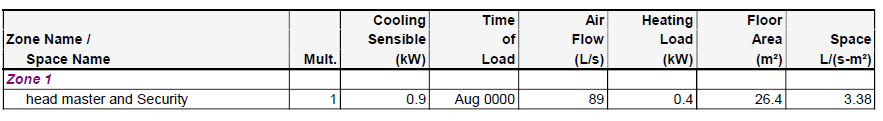 Cooling Time Air Heating Floor
Zone Name / Sensible of Flow Load Area Space
Space Name Mult. (kW) Load (L/s) (kW) (m²) L/(s-m²)
Zone 1
head master and Security 1 0.9 Aug 0000 89 0.4 26.4 3.38